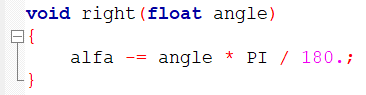 void right(float angle)
{
    alfa -= angle * PI / 180.;
}